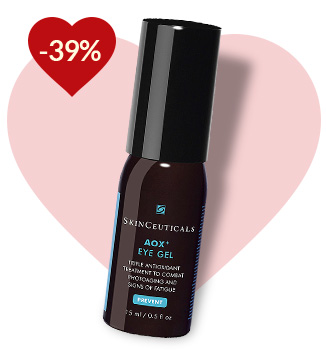 -39%
SKINCEUTICALS
AOX+
EYE GEL
TRIPLE ANTIOXIDANT
TREATMENT TO COMBAT
PHOTOAGING AND
SIGNS OF FATIGUE
PREVENT
15 ml / 0.5 fl oz